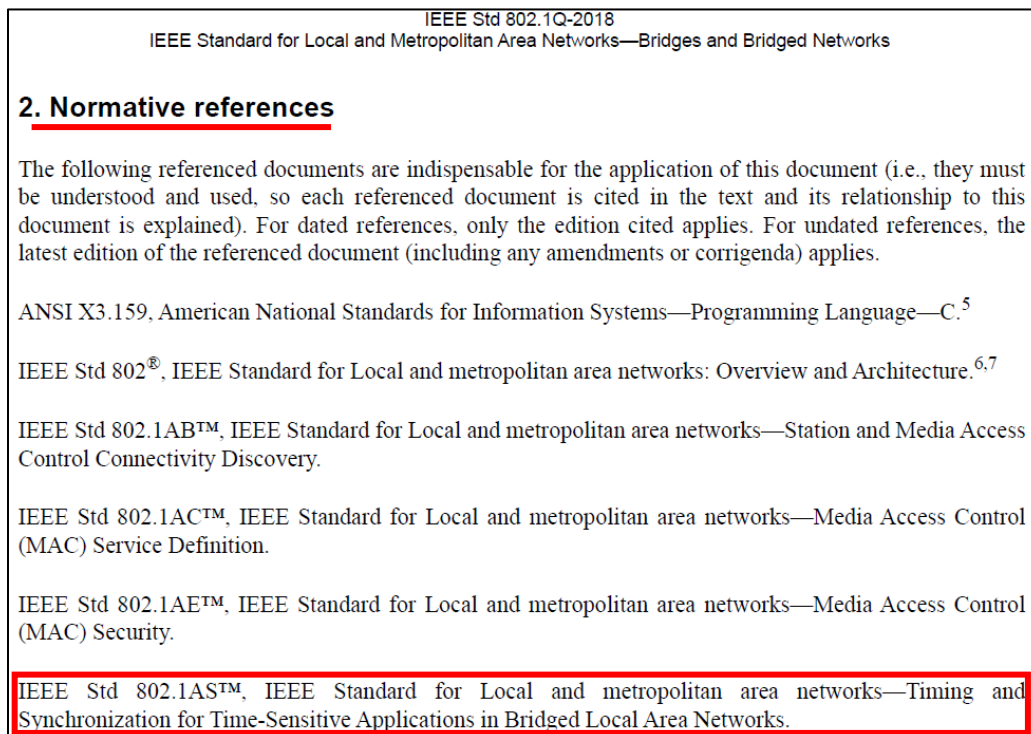 IEEE Std 802.1Q-2018
IEEE Standard for Local and Metropolitan Area Networks—Bridges and Bridged Networks
2. Normative references
The following referenced documents are indispensable for the application of this document (i.e., they must
be understood and used, so each referenced document is cited in the text and its relationship to this
document is explained). For dated references, only the edition cited applies. For undated references, the
latest edition of the referenced document (including any amendments or corrigenda) applies.
ANSI X3.159, American National Standards for Information Systems—Programming Language—C.5
IEEE Std 802®, IEEE Standard for Local and metropolitan area networks: Overview and Architecture.6,7
IEEE Std 802.1AB™, IEEE Standard for Local and metropolitan area networks—Station and Media Access
Control Connectivity Discovery.
IEEE Std 802.1AC™, IEEE Standard for Local and metropolitan area networks—Media Access Control
(MAC) Service Definition.
IEEE Std 802.1AE™, IEEE Standard for Local and metropolitan area networks—Media Access Control
(MAC) Security.
IEEE Std 802.1AS™, IEEE Standard for Local and metropolitan area networks—Timing and
Synchronization for Time-Sensitive Applications in Bridged Local Area Networks.